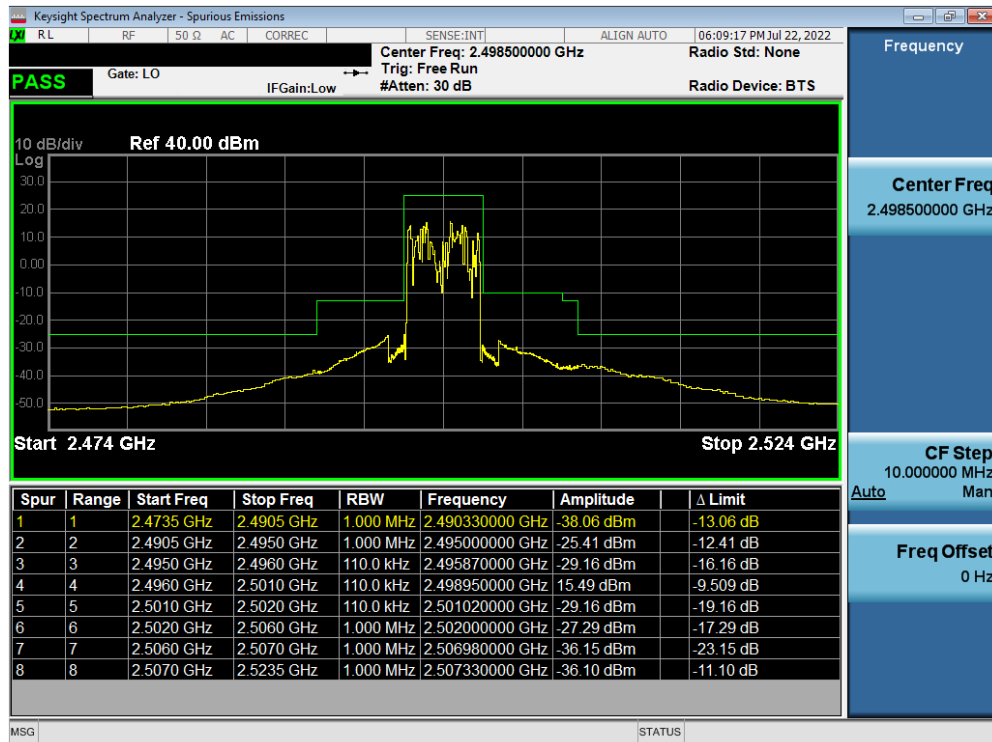 Keysight Spectrum Analyzer - Spurious Emissions
LXI RL RF 50 Ω AC CORREC SENSE:INT ALIGN AUTO 06:09:17 PM Jul 22, 2022
Center Freq: 2.498500000 GHz Radio Std: None
PASS Gate: LO Trig: Free Run
IFGain:Low #Atten: 30 dB Radio Device: BTS
10 dB/div Ref 40.00 dBm
Log
30.0
20.0
10.0
0.00
-10.0
-20.0
-30.0
-40.0
-50.0
Start 2.474 GHz Stop 2.524 GHz
Spur Range Start Freq Stop Freq RBW Frequency Amplitude Δ Limit
1 1 2.4735 GHz 2.4905 GHz 1.000 MHz 2.490330000 GHz -38.06 dBm -13.06 dB
2 2 2.4905 GHz 2.4950 GHz 1.000 MHz 2.495000000 GHz -25.41 dBm -12.41 dB
3 3 2.4950 GHz 2.4960 GHz 110.0 kHz 2.495870000 GHz -29.16 dBm -16.16 dB
4 4 2.4960 GHz 2.5010 GHz 110.0 kHz 2.498950000 GHz 15.49 dBm -9.509 dB
5 5 2.5010 GHz 2.5020 GHz 110.0 kHz 2.501020000 GHz -29.16 dBm -19.16 dB
6 6 2.5020 GHz 2.5060 GHz 1.000 MHz 2.502000000 GHz -27.29 dBm -17.29 dB
7 7 2.5060 GHz 2.5070 GHz 1.000 MHz 2.506980000 GHz -36.15 dBm -23.15 dB
8 8 2.5070 GHz 2.5235 GHz 1.000 MHz 2.507330000 GHz -36.10 dBm -11.10 dB
MSG STATUS
Frequency
Center Freq
2.498500000 GHz
CF Step
10.000000 MHz
Auto Man
Freq Offset
0 Hz